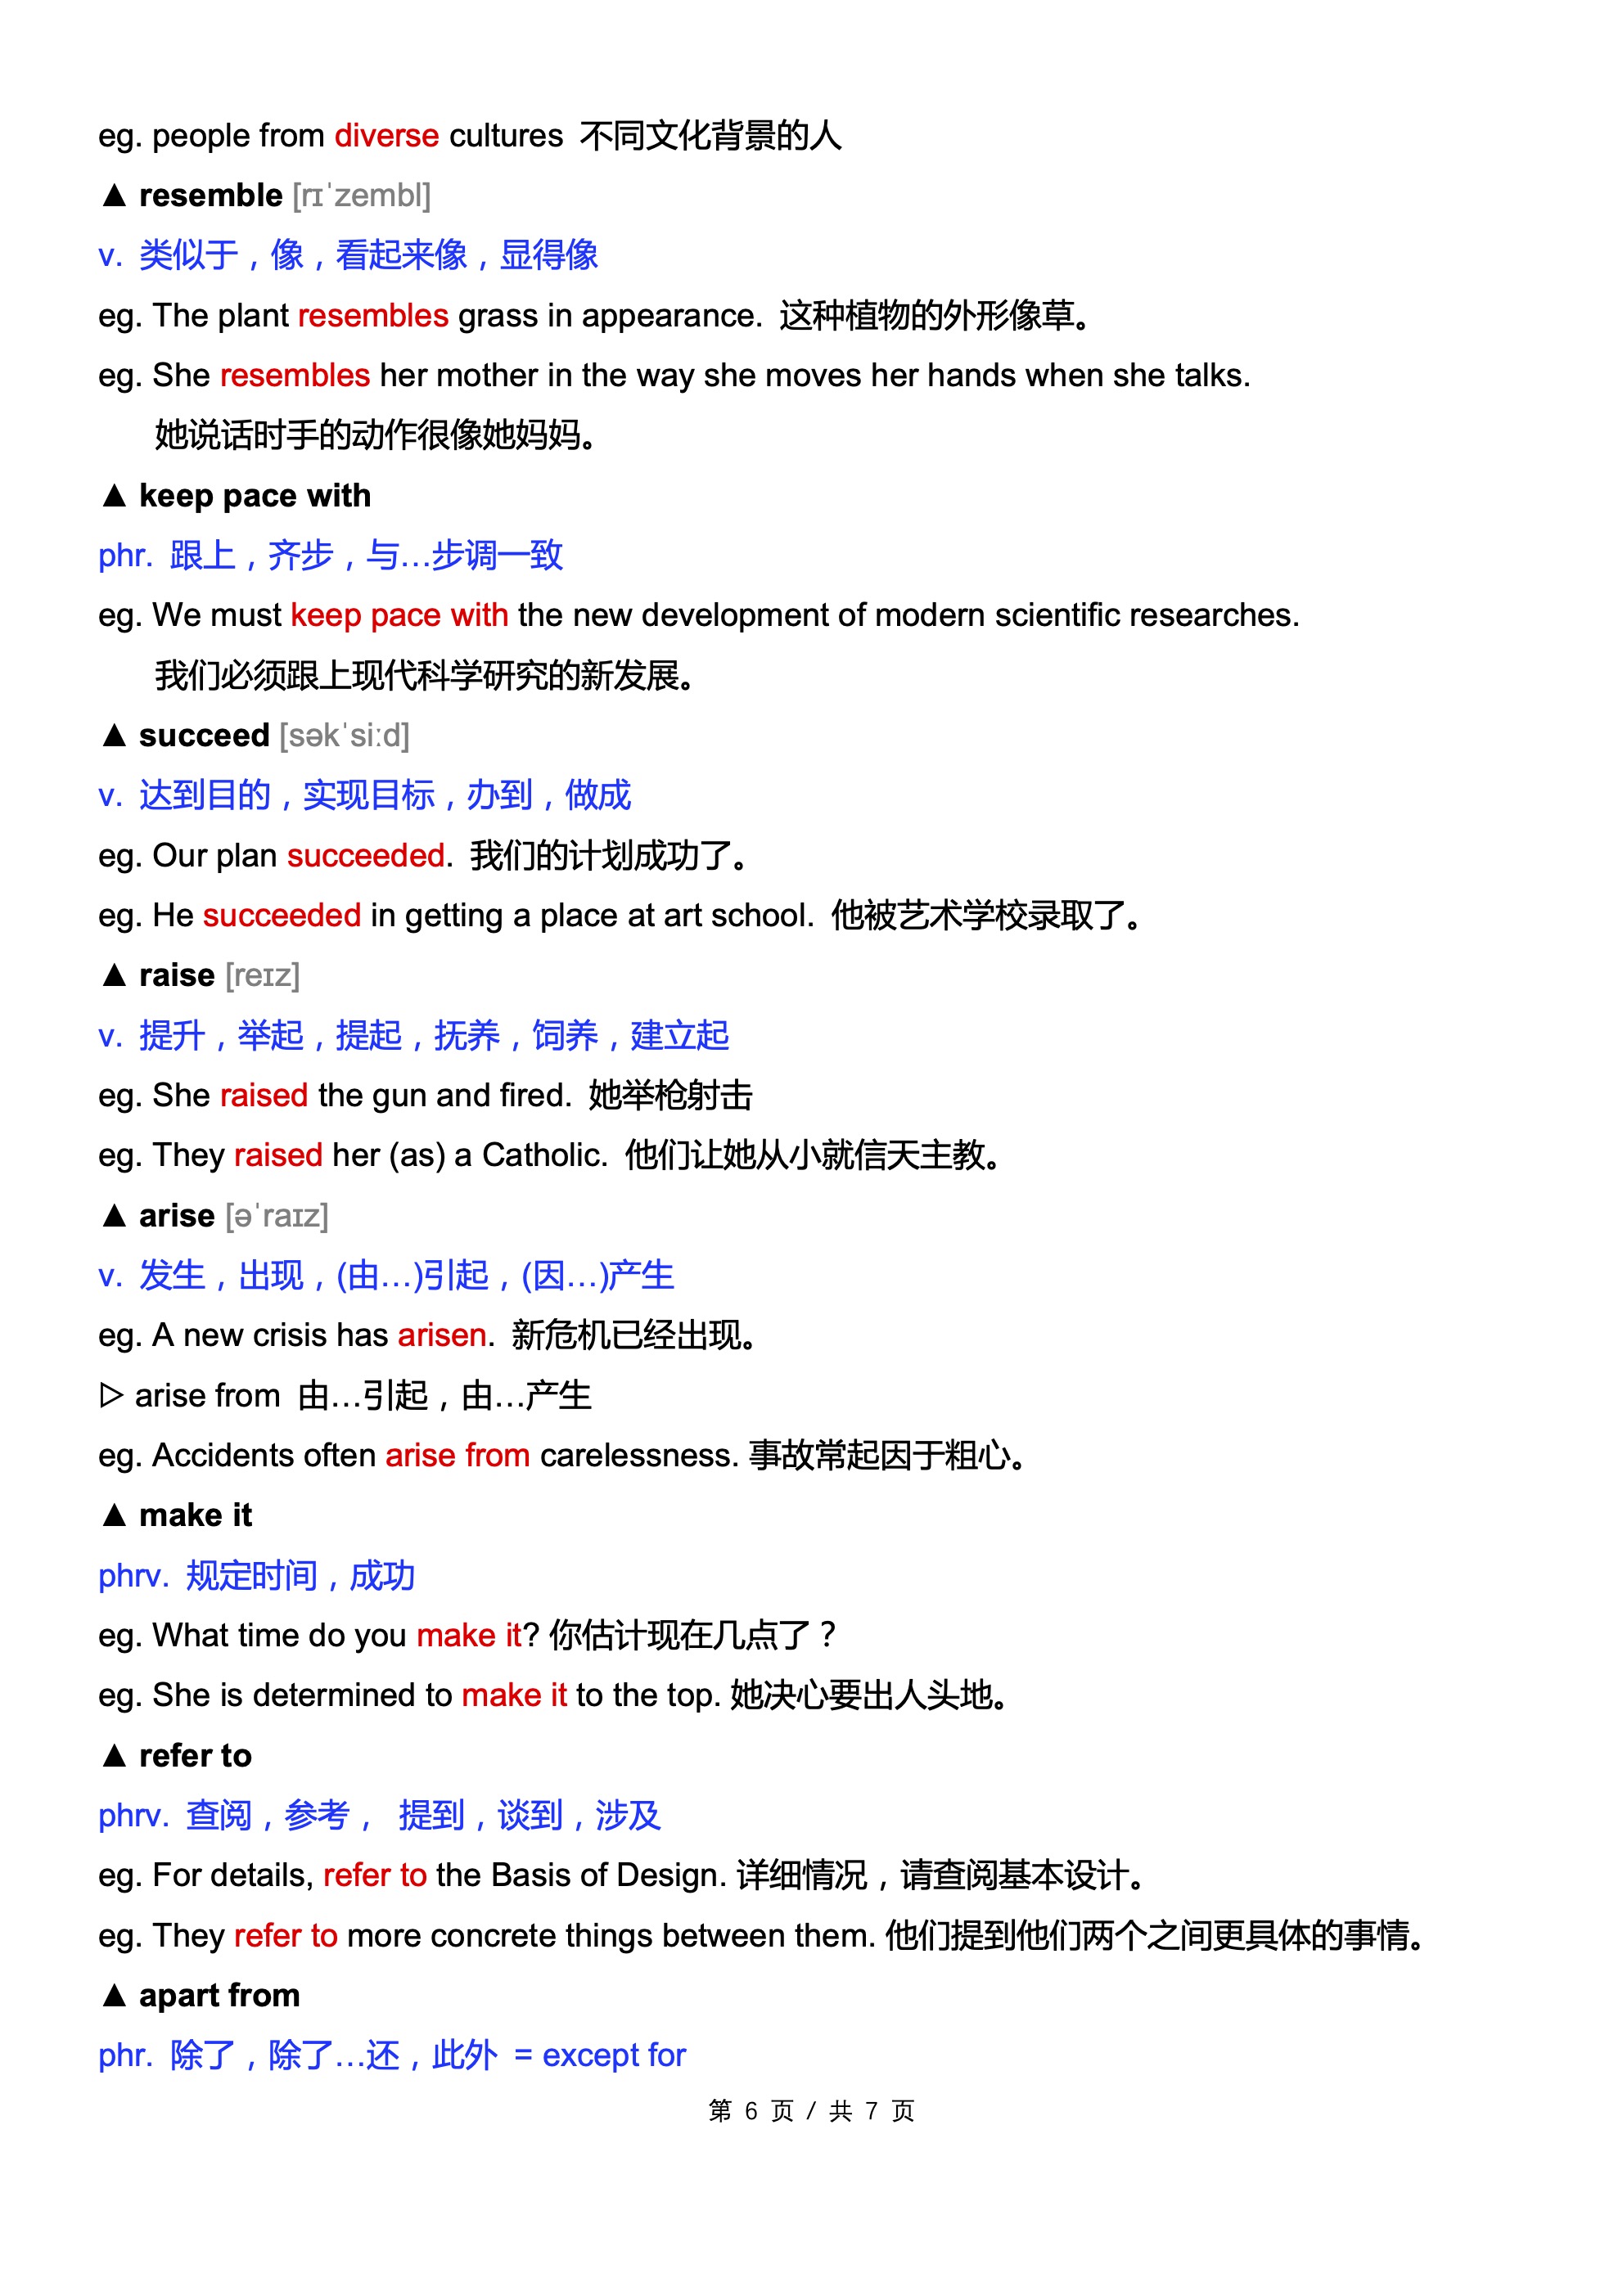 eg. people from diverse cultures 不同文化背景的人
▲ resemble [rɪˈzembl]
v. 类似于，像，看起来像，显得像
eg. The plant resembles grass in appearance. 这种植物的外形像草。
eg. She resembles her mother in the way she moves her hands when she talks.
她说话时手的动作很像她妈妈。
▲ keep pace with
phr. 跟上，齐步，与…步调一致
eg. We must keep pace with the new development of modern scientific researches.
我们必须跟上现代科学研究的新发展。
▲ succeed [səkˈsiːd]
v. 达到目的，实现目标，办到，做成
eg. Our plan succeeded. 我们的计划成功了。
eg. He succeeded in getting a place at art school. 他被艺术学校录取了。
▲ raise [reɪz]
v. 提升，举起，提起，抚养，饲养，建立起
eg. She raised the gun and fired. 她举枪射击
eg. They raised her (as) a Catholic. 他们让她从小就信天主教。
▲ arise [əˈraɪz]
v. 发生，出现，(由…)引起，(因…)产生
eg. A new crisis has arisen. 新危机已经出现。
▷ arise from 由…引起，由…产生
eg. Accidents often arise from carelessness. 事故常起因于粗心。
▲ make it
phrv. 规定时间，成功
eg. What time do you make it? 你估计现在几点了？
eg. She is determined to make it to the top. 她决心要出人头地。
▲ refer to
phrv. 查阅，参考， 提到，谈到，涉及
eg. For details, refer to the Basis of Design. 详细情况，请查阅基本设计。
eg. They refer to more concrete things between them. 他们提到他们两个之间更具体的事情。
▲ apart from
phr. 除了，除了…还，此外 = except for
第 6 页 / 共 7 页